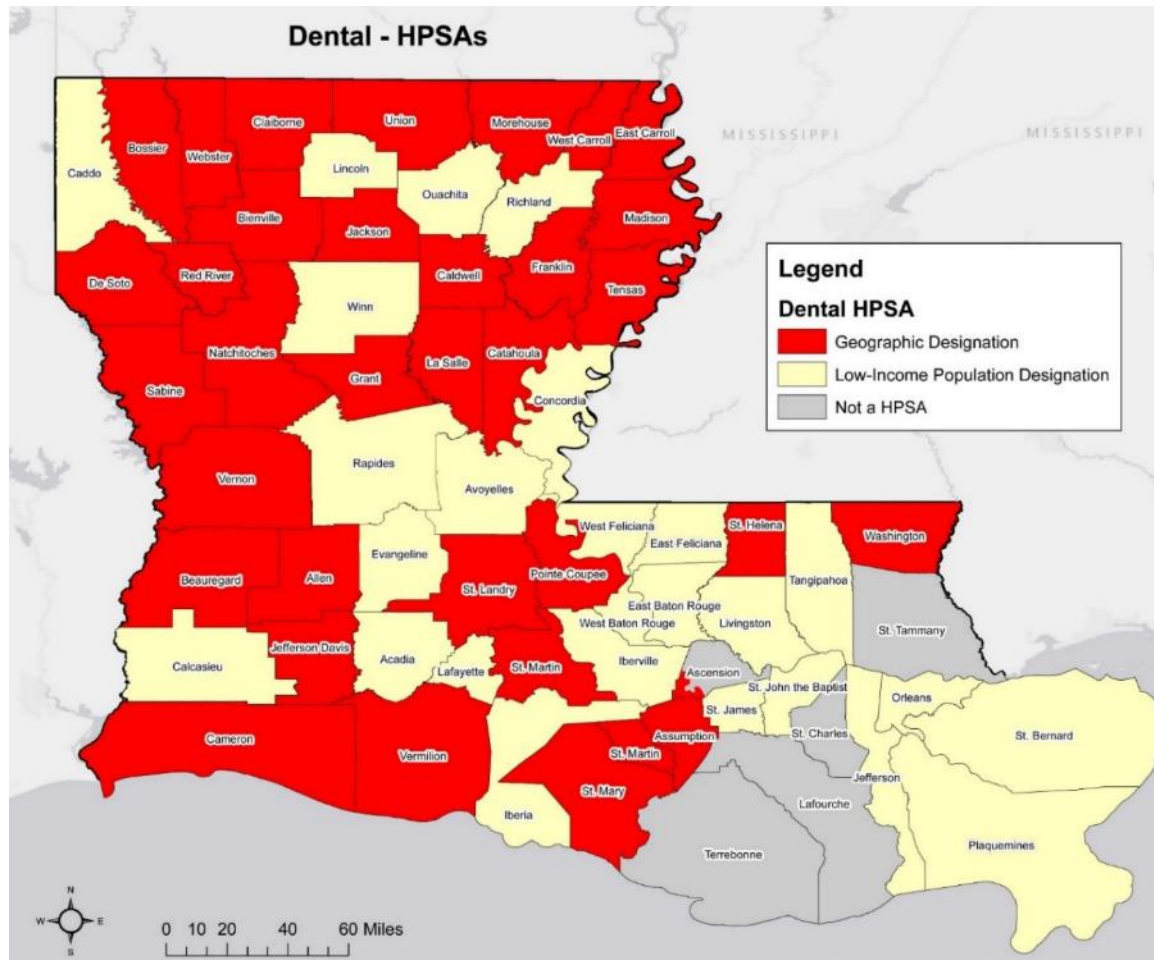 Dental - HPSAs
MISSISSIPPI
MISSISSIPPI
Claiborne
Union
Morehouse
West Carroll
East Carroll
Bossier
Webster
Caddo
Lincoln
Ouachita
Richland
Bienville
Jackson
Madison
De Soto
Red River
Caldwell
Franklin
Tensas
Winn
Natchitoches
La Salle
Catahoula
Grant
Sabine
Concordia
Vernon
Rapides
Avoyelles
West Feliciana
East Feliciana
St. Helena
Washington
Evangeline
Beauregard
Allen
St. Landry
Pointe Coupee
Tangipahoa
East Baton Rouge
West Baton Rouge
Livingston
St. Tammany
Jefferson Davis
Calcasieu
Acadia
Lafayette
St. Martin
Iberville
Ascension
St. John the Baptist
Orleans
St. James
Cameron
Vermilion
Assumption
St. Charles
St. Bernard
St. Martin
Jefferson
St. Mary
Iberia
Lafourche
Terrebonne
Plaquemines
Legend
Dental HPSA
Geographic Designation
Low-Income Population Designation
Not a HPSA
N
W E
S
0 10 20 40 60 Miles